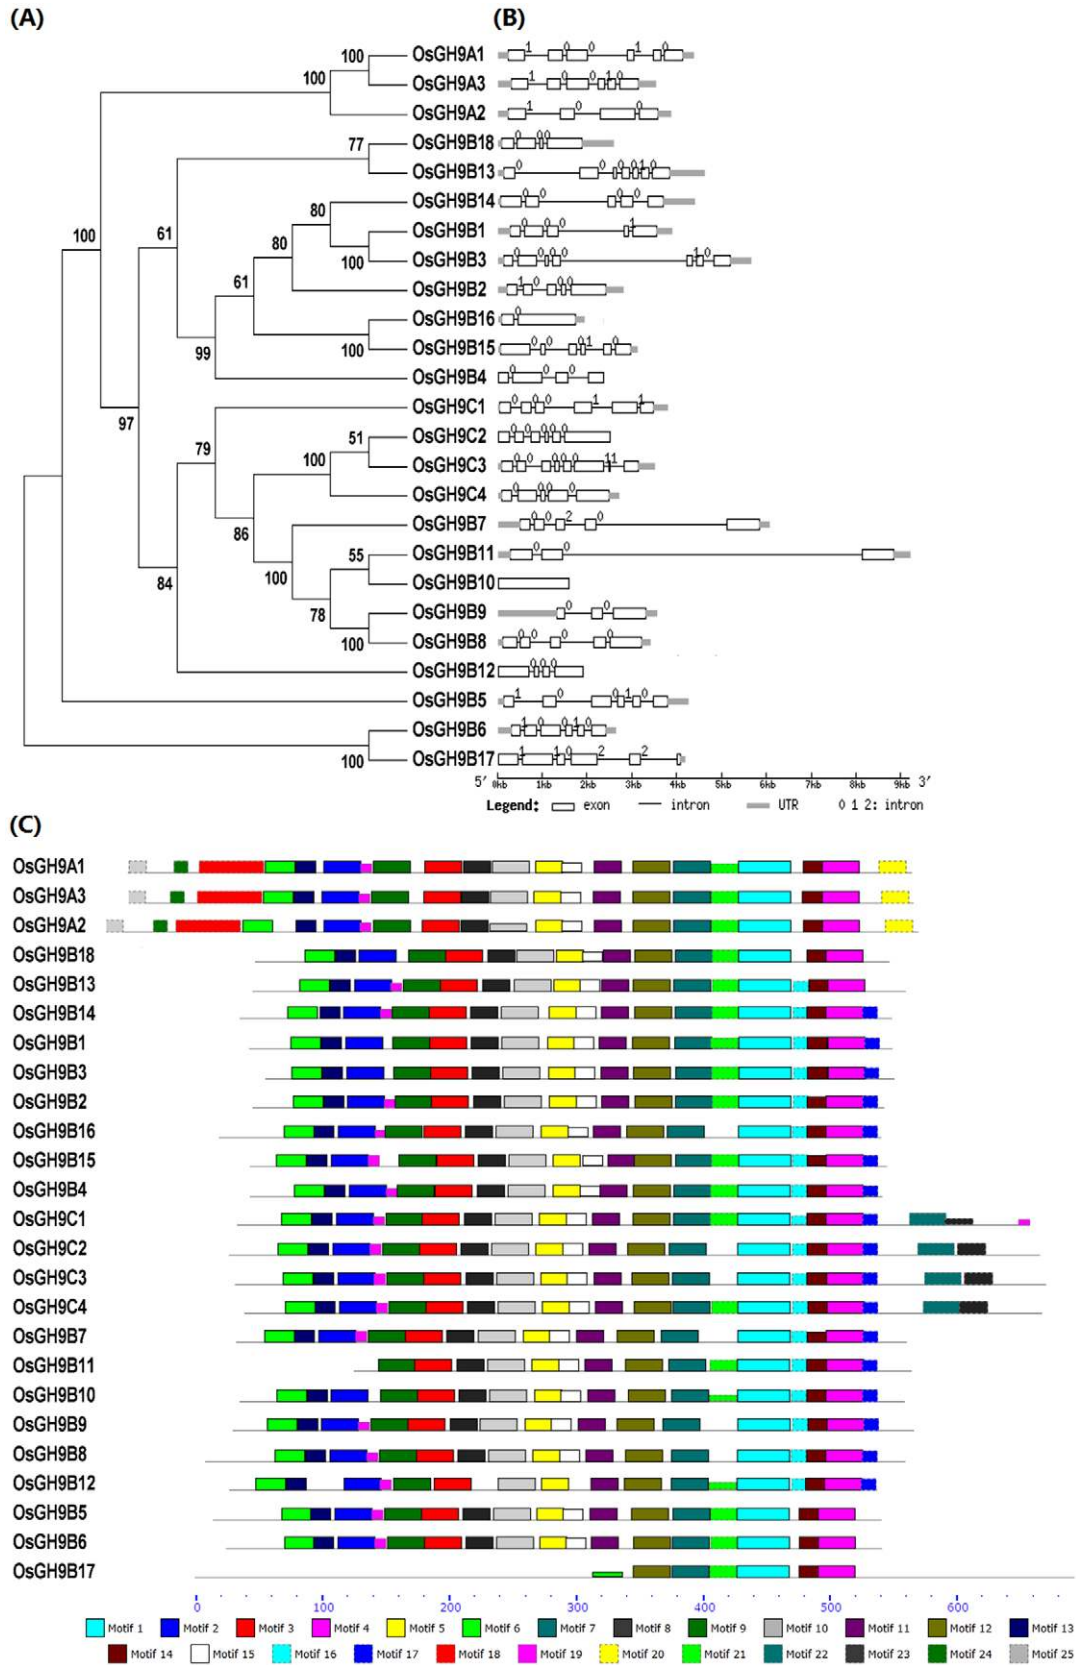 (A)
(B)
OsGH9A1
OsGH9A3
OsGH9A2
OsGH9B18
OsGH9B13
OsGH9B14
OsGH9B1
OsGH9B3
OsGH9B2
OsGH9B16
OsGH9B15
OsGH9B4
OsGH9C1
OsGH9C2
OsGH9C3
OsGH9C4
OsGH9B7
OsGH9B11
OsGH9B10
OsGH9B9
OsGH9B8
OsGH9B12
OsGH9B5
OsGH9B6
OsGH9B17
100
100
77
80
80
100
61
61
100
99
100
97
79
51
100
86
55
100
84
78
100
100
5′ 0kb 1kb 2kb 3kb 4kb 5kb 6kb 7kb 8kb 9kb 3′
Legend: exon intron UTR 0 1 2: intron
(C)
OsGH9A1
OsGH9A3
OsGH9A2
OsGH9B18
OsGH9B13
OsGH9B14
OsGH9B1
OsGH9B3
OsGH9B2
OsGH9B16
OsGH9B15
OsGH9B4
OsGH9C1
OsGH9C2
OsGH9C3
OsGH9C4
OsGH9B7
OsGH9B11
OsGH9B10
OsGH9B9
OsGH9B8
OsGH9B12
OsGH9B5
OsGH9B6
OsGH9B17
0 100 200 300 400 500 600
Motif 1 Motif 2 Motif 3 Motif 4 Motif 5 Motif 6 Motif 7 Motif 8 Motif 9 Motif 10 Motif 11 Motif 12 Motif 13
Motif 14 Motif 15 Motif 16 Motif 17 Motif 18 Motif 19 Motif 20 Motif 21 Motif 22 Motif 23 Motif 24 Motif 25